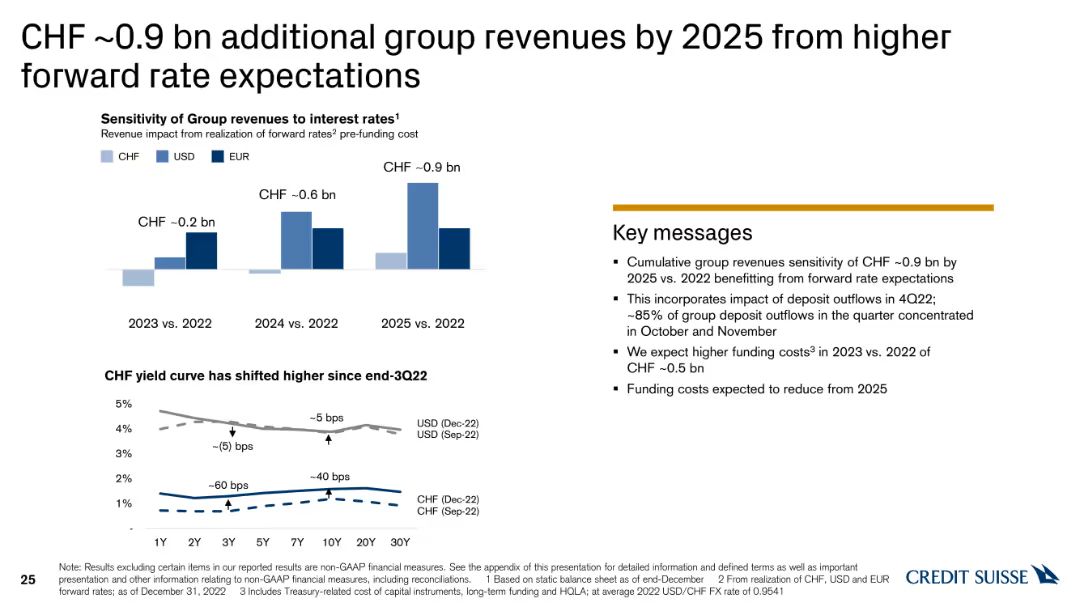 CHF ~0.9 bn additional group revenues by 2025 from higher
forward rate expectations
Sensitivity of Group revenues to interest rates¹
Revenue impact from realization of forward rates² pre-funding cost
CHF USD EUR
CHF ~0.2 bn
CHF ~0.6 bn
CHF ~0.9 bn
2023 vs. 2022 2024 vs. 2022 2025 vs. 2022
CHF yield curve has shifted higher since end-3Q22
5%
4%
3%
2%
1%
-
~(5) bps
~5 bps
USD (Dec-22)
USD (Sep-22)
~60 bps
~40 bps
CHF (Dec-22)
CHF (Sep-22)
1Y 2Y 3Y 5Y 7Y 10Y 20Y 30Y
Key messages
▪ Cumulative group revenues sensitivity of CHF ~0.9 bn by
2025 vs. 2022 benefitting from forward rate expectations
▪ This incorporates impact of deposit outflows in 4Q22;
~85% of group deposit outflows in the quarter concentrated
in October and November
▪ We expect higher funding costs³ in 2023 vs. 2022 of
CHF ~0.5 bn
▪ Funding costs expected to reduce from 2025
25
Note: Results excluding certain items in our reported results are non-GAAP financial measures. See the appendix of this presentation for detailed information and defined terms as well as important
presentation and other information relating to non-GAAP financial measures, including reconciliations. 1 Based on static balance sheet as of end-December 2 From realization of CHF, USD and EUR
forward rates; as of December 31, 2022 3 Includes Treasury-related cost of capital instruments, long-term funding and HQLA; at average 2022 USD/CHF FX rate of 0.9541
CREDIT SUISSE